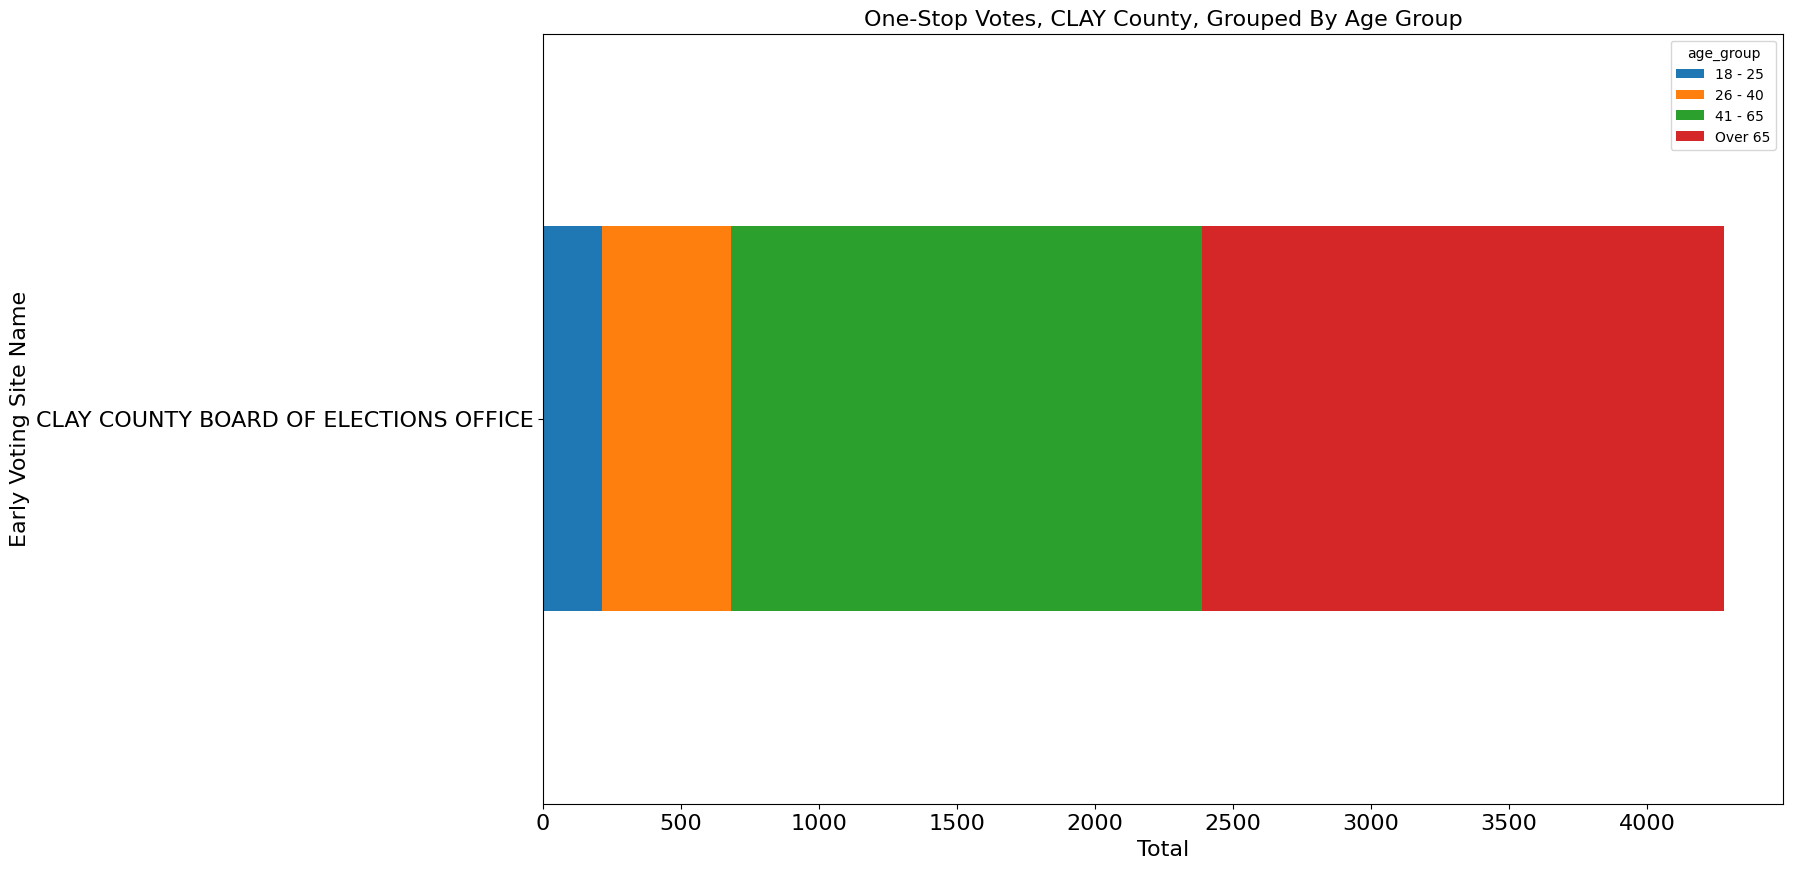 One-Stop Votes, CLAY County, Grouped By Age Group
age_group
18 - 25
26 - 40
41 - 65
Over 65
Early Voting Site Name
CLAY COUNTY BOARD OF ELECTIONS OFFICE
0 500 1000 1500 2000 2500 3000 3500 4000
Total